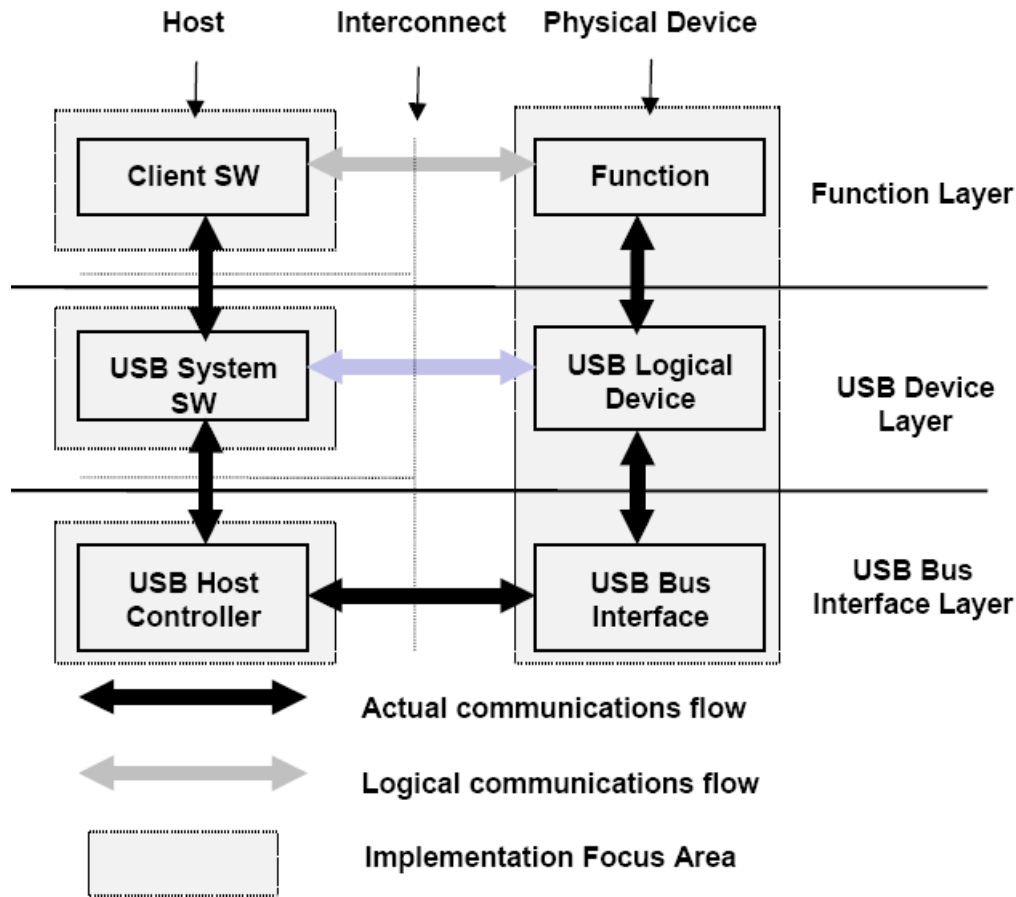 Host
Interconnect
Physical Device
Client SW
Function
Function Layer
USB System
SW
USB Logical
Device
USB Device
Layer
USB Host
Controller
USB Bus
Interface
USB Bus
Interface Layer
Actual communications flow
Logical communications flow
Implementation Focus Area